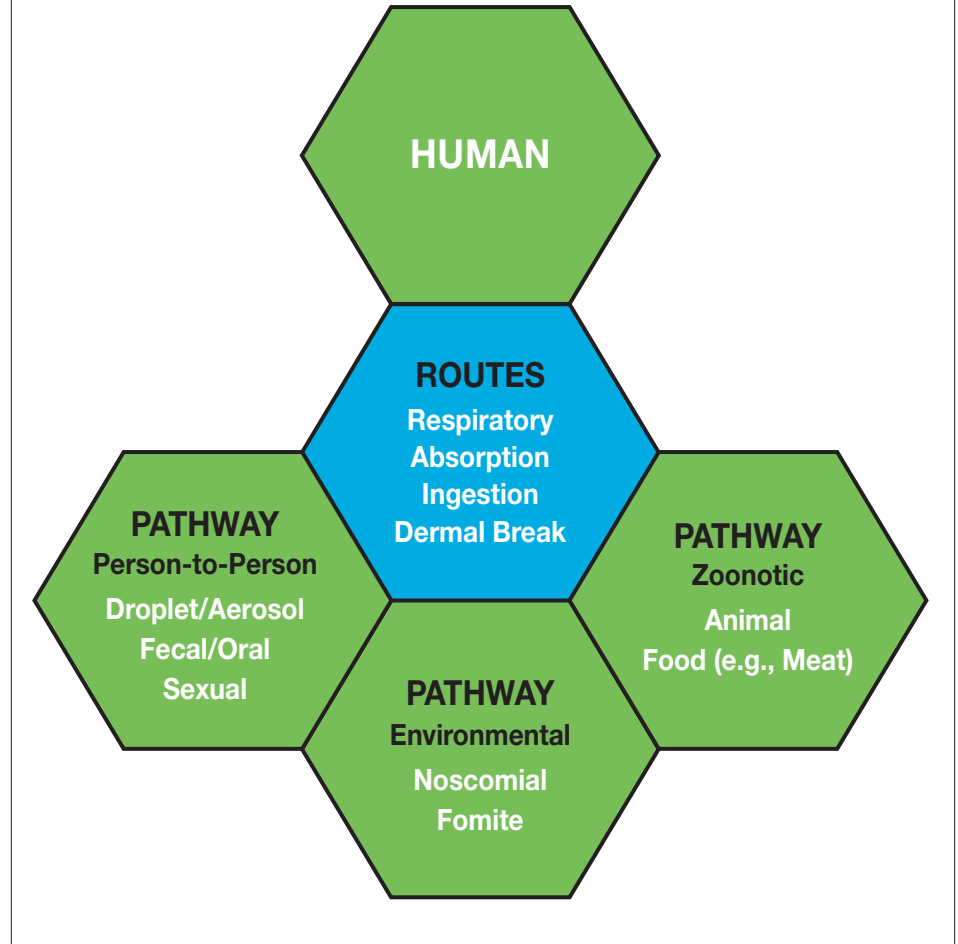 HUMAN
ROUTES
Respiratory
Absorption
Ingestion
Dermal Break
PATHWAY
Person-to-Person
Droplet/Aerosol
Fecal/Oral
Sexual
PATHWAY
Environmental
Noscomial
Fomite
PATHWAY
Zoonotic
Animal
Food (e.g., Meat)